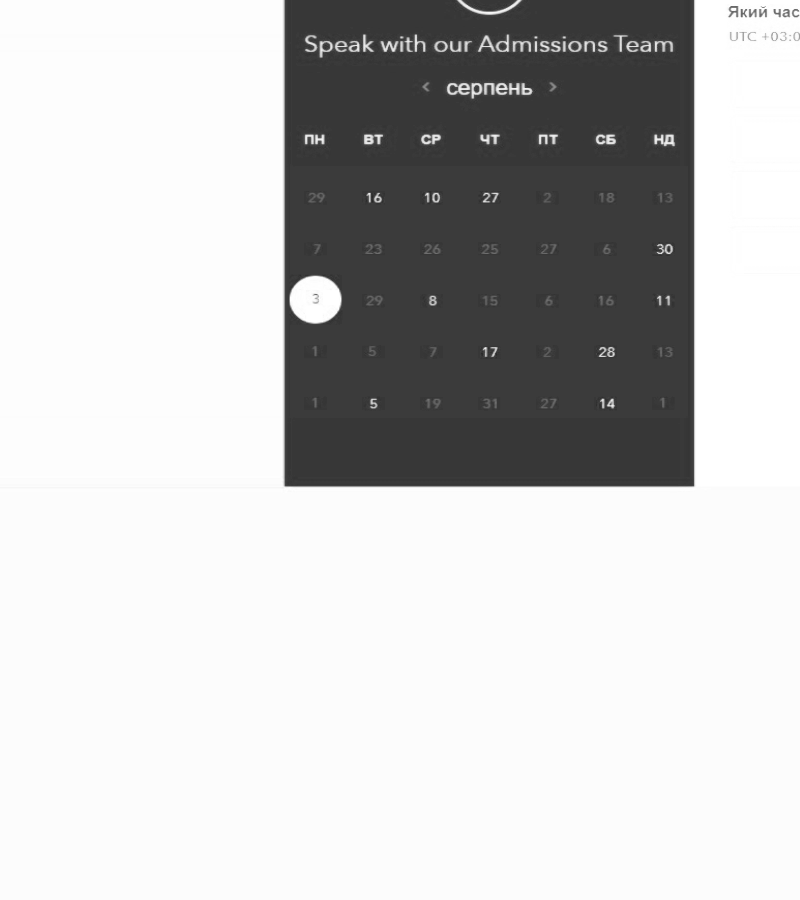 Який час
UTC +03:0
Speak with our Admissions Team
< серпень >
ПН ВТ СР ЧТ ПТ СБ НД
29 16 10 27 2 18 13
7 23 26 25 27 6 30
3 29 8 15 6 16 11
1 5 7 17 2 28 13
1 5 19 31 27 14 1